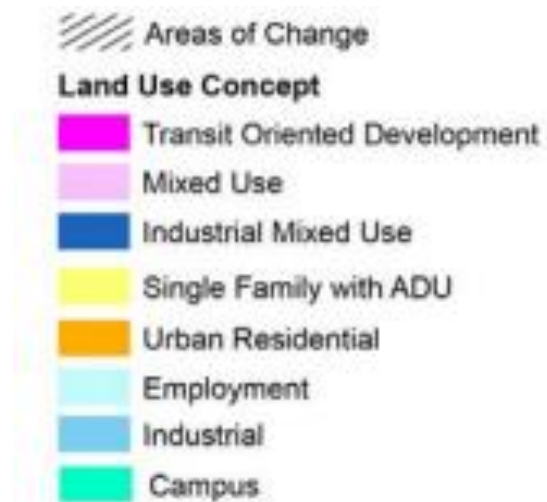 Areas of Change
Land Use Concept
Transit Oriented Development
Mixed Use
Industrial Mixed Use
Single Family with ADU
Urban Residential
Employment
Industrial
Campus